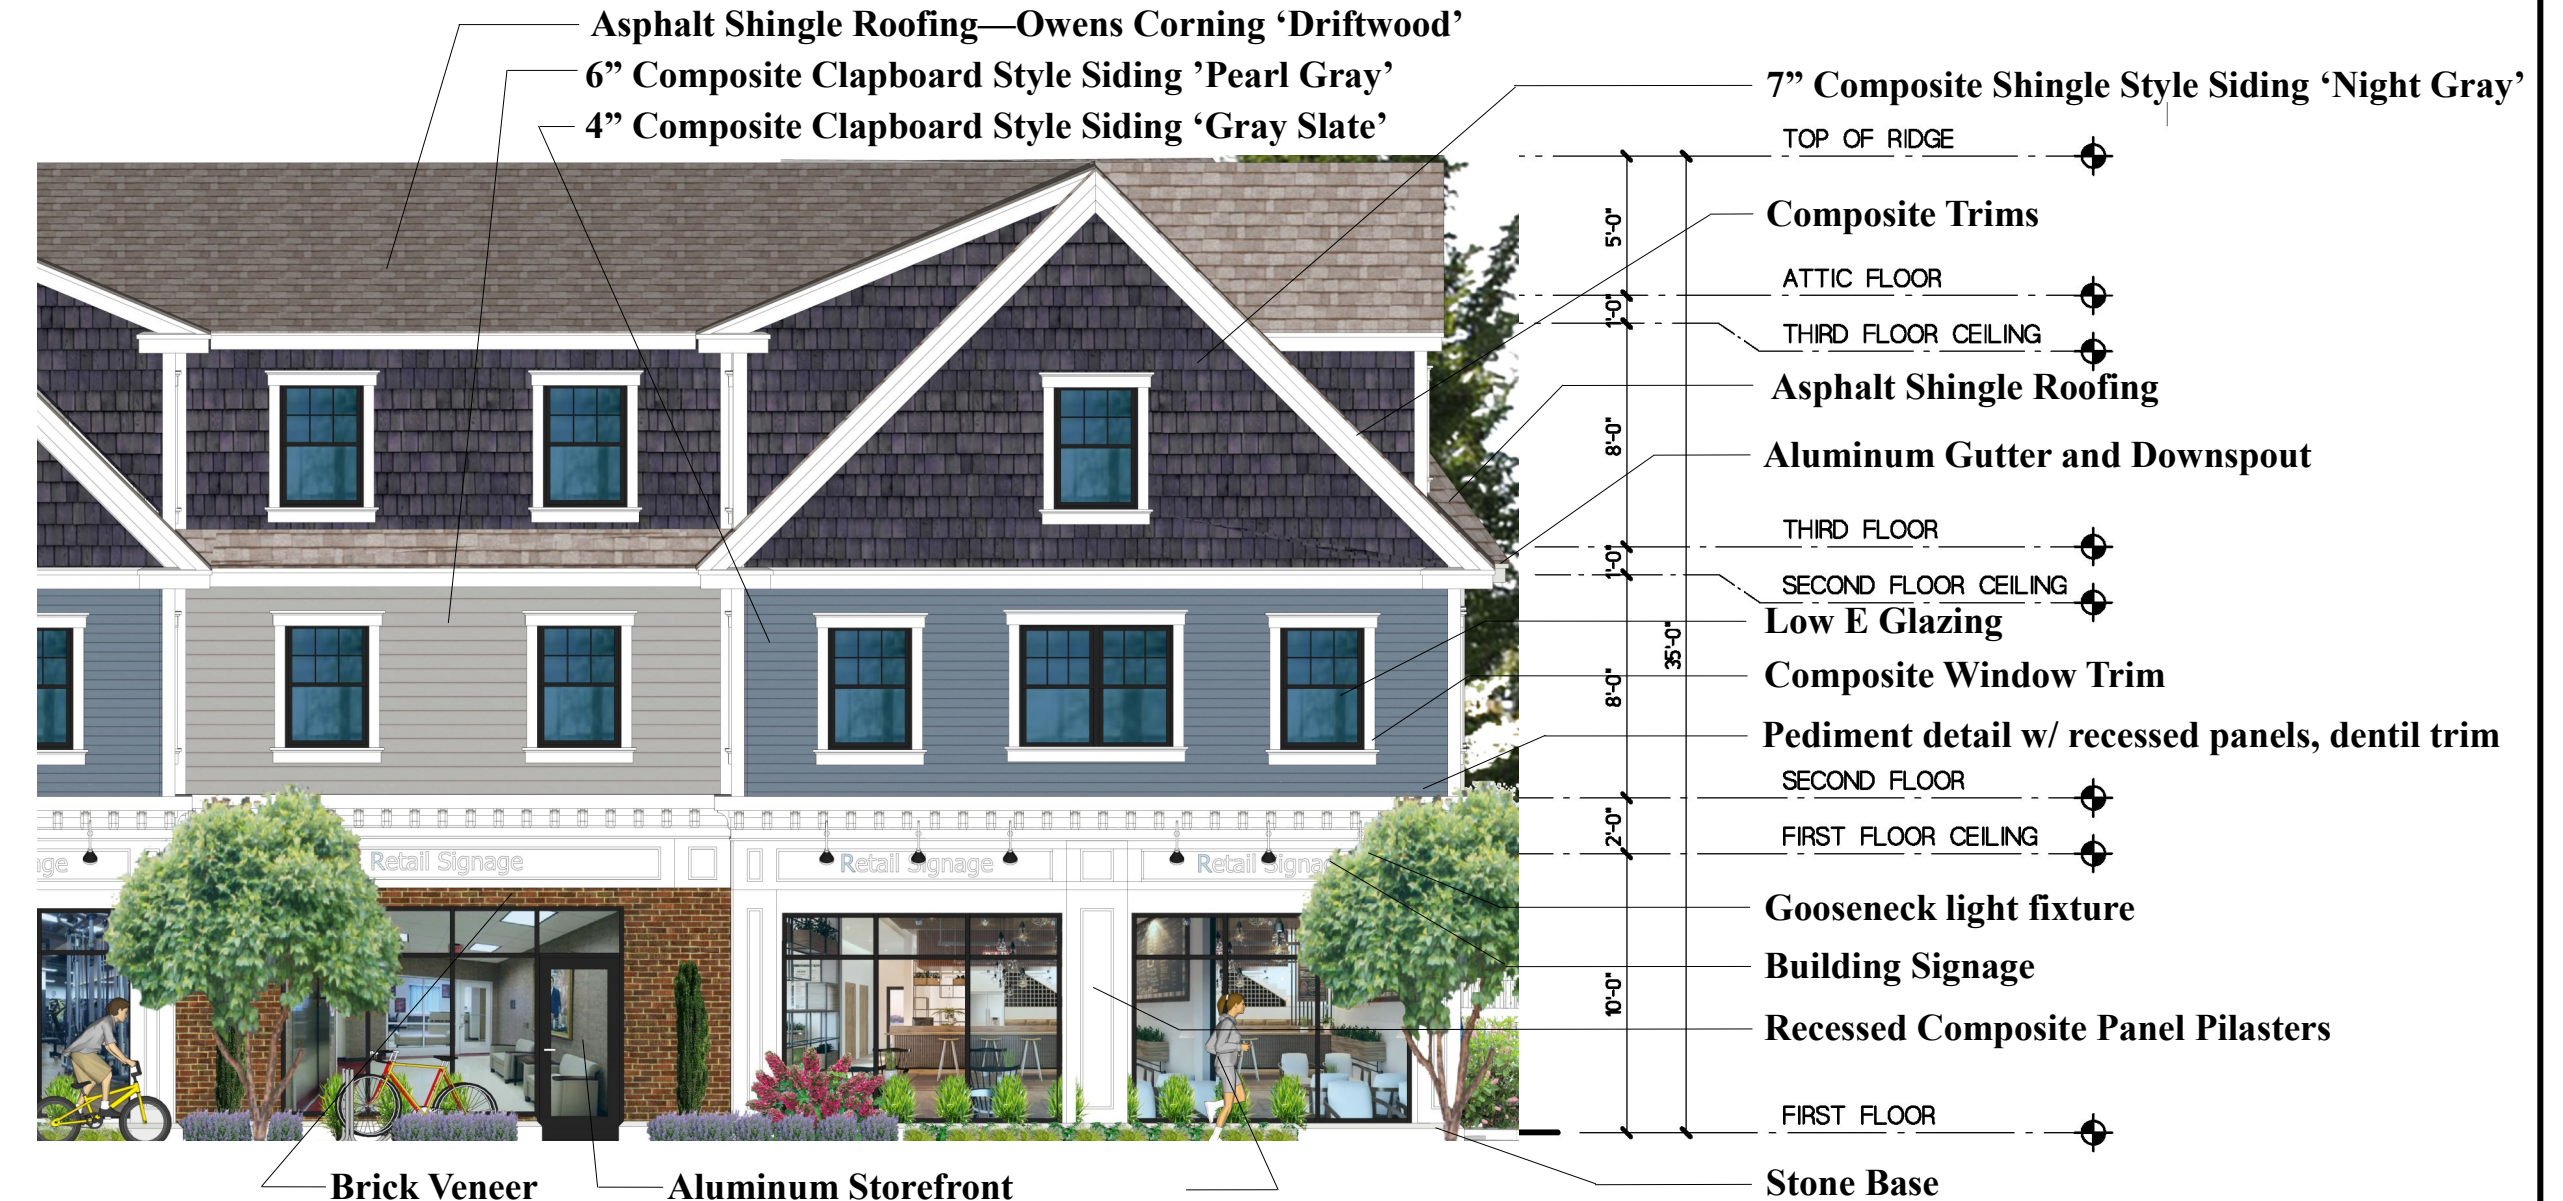 Asphalt Shingle Roofing—Owens Corning ‘Driftwood’
6” Composite Clapboard Style Siding ’Pearl Gray’
4” Composite Clapboard Style Siding ‘Gray Slate’
7” Composite Shingle Style Siding ‘Night Gray’
TOP OF RIDGE
Composite Trims
5'-0"
ATTIC FLOOR
1'-0"
THIRD FLOOR CEILING
Asphalt Shingle Roofing
8'-0"
Aluminum Gutter and Downspout
THIRD FLOOR
1'-0"
SECOND FLOOR CEILING
Low E Glazing
35'-0"
Composite Window Trim
8'-0"
Pediment detail w/ recessed panels, dentil trim
SECOND FLOOR
2'-0"
FIRST FLOOR CEILING
age
Retail Signage
Retail Signage
Retail Signa
Gooseneck light fixture
Building Signage
10'-0"
Recessed Composite Panel Pilasters
FIRST FLOOR
Stone Base
Brick Veneer
Aluminum Storefront